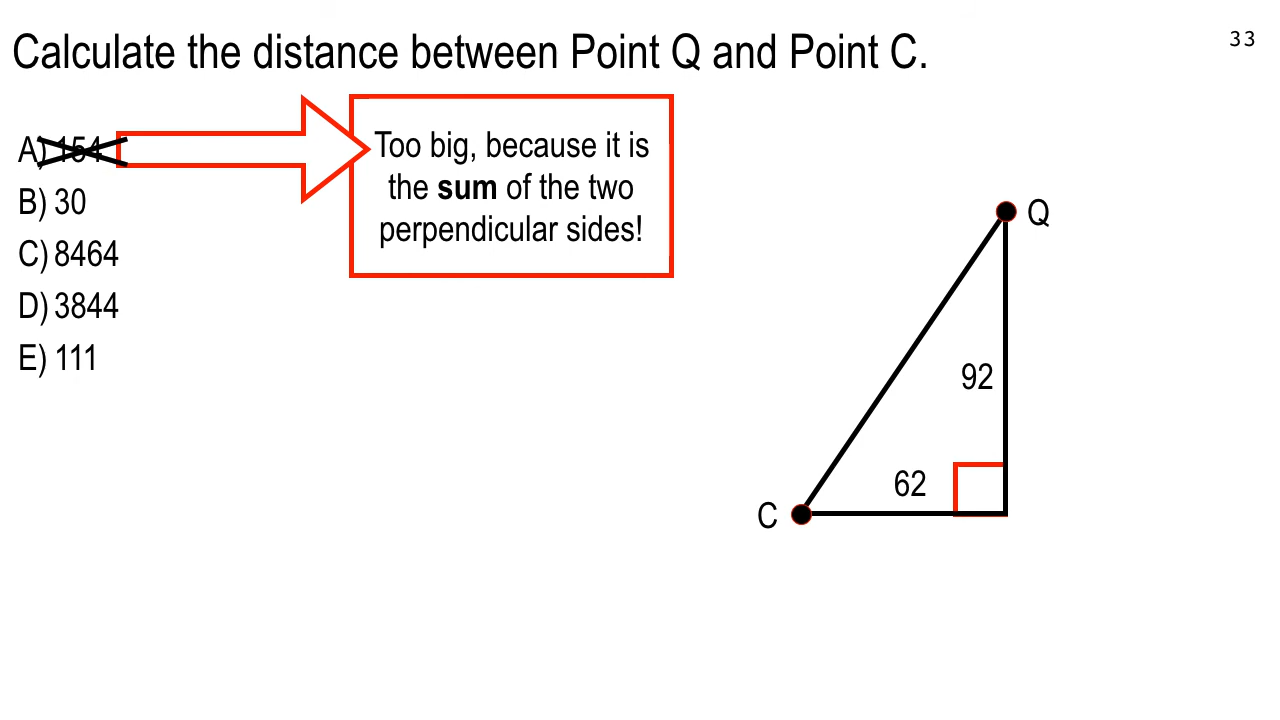 Calculate the distance between Point Q and Point C.
33
A) 154
B) 30
C) 8464
D) 3844
E) 111
Too big, because it is
the sum of the two
perpendicular sides!
Q
92
62
C